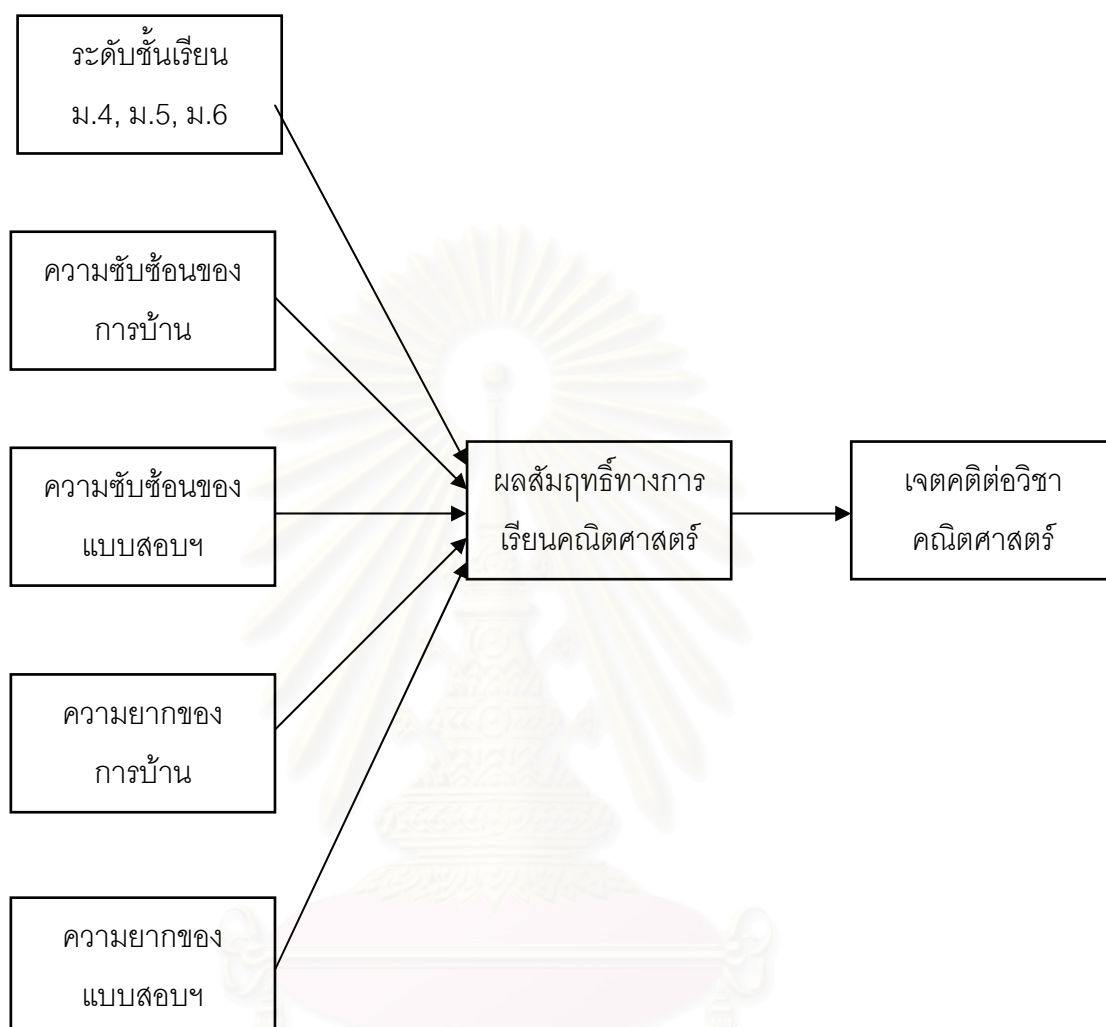 ระดับชั้นเรียน
ม.4, ม.5, ม.6
ความซับซ้อนของ
การบ้าน
ความซับซ้อนของ
แบบสอบฯ
ความยากของ
การบ้าน
ความยากของ
แบบสอบฯ
ผลสัมฤทธิ์ทางการ
เรียนคณิตศาสตร์
เจตคติต่อวิชา
คณิตศาสตร์